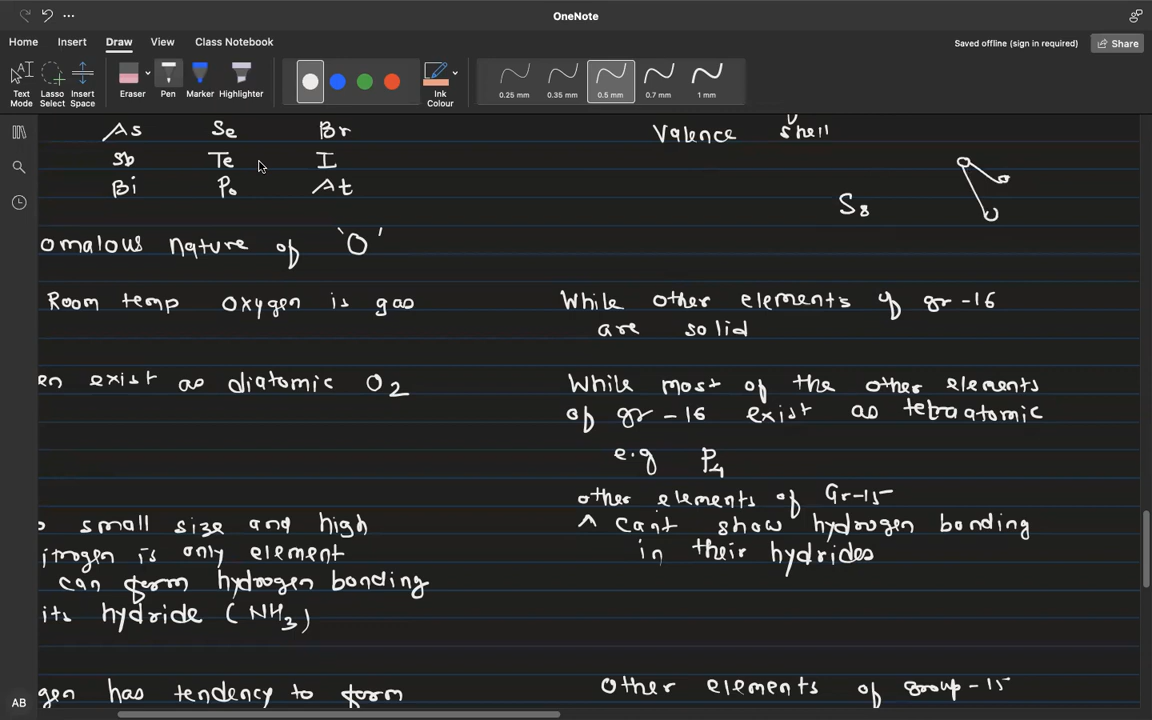 OneNote
Home Insert Draw View Class Notebook
Saved offline (sign in required) Share
Text Mode Lasso Select Insert Space Eraser Pen Marker Highlighter Ink Colour 0.25 mm 0.35 mm 0.5 mm 0.7 mm 1 mm
As Se Br
Sb Te I
Bi Po At
Valence shell
S8
omalous nature of 'O'
Room temp oxygen is gas
While other elements of gr-16
are solid
en exist as diatomic O2
While most of the other elements
of gr-16 exist as tetraatomic
e.g P4
other elements of Gr-15
^ can't show hydrogen bonding
in their hydrides
o small size and high
itrogen is only element
can form hydrogen bonding
its hydride (NH3)
gen has tendency to form
Other elements of group-15
AB